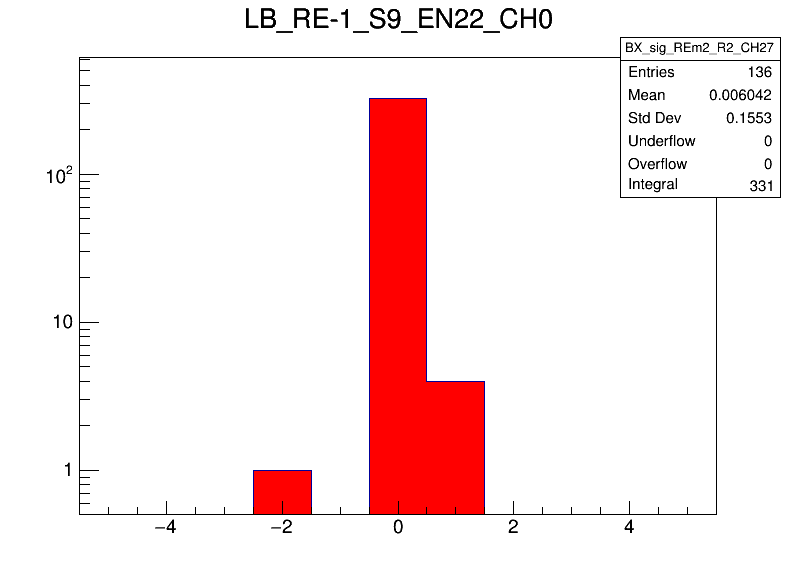 LB_RE-1_S9_EN22_CH0
BX_sig_REm2_R2_CH27
Entries 136
Mean 0.006042
Std Dev 0.1553
Underflow 0
Overflow 0
Integral 331
10²
10
1
−4 −2 0 2 4